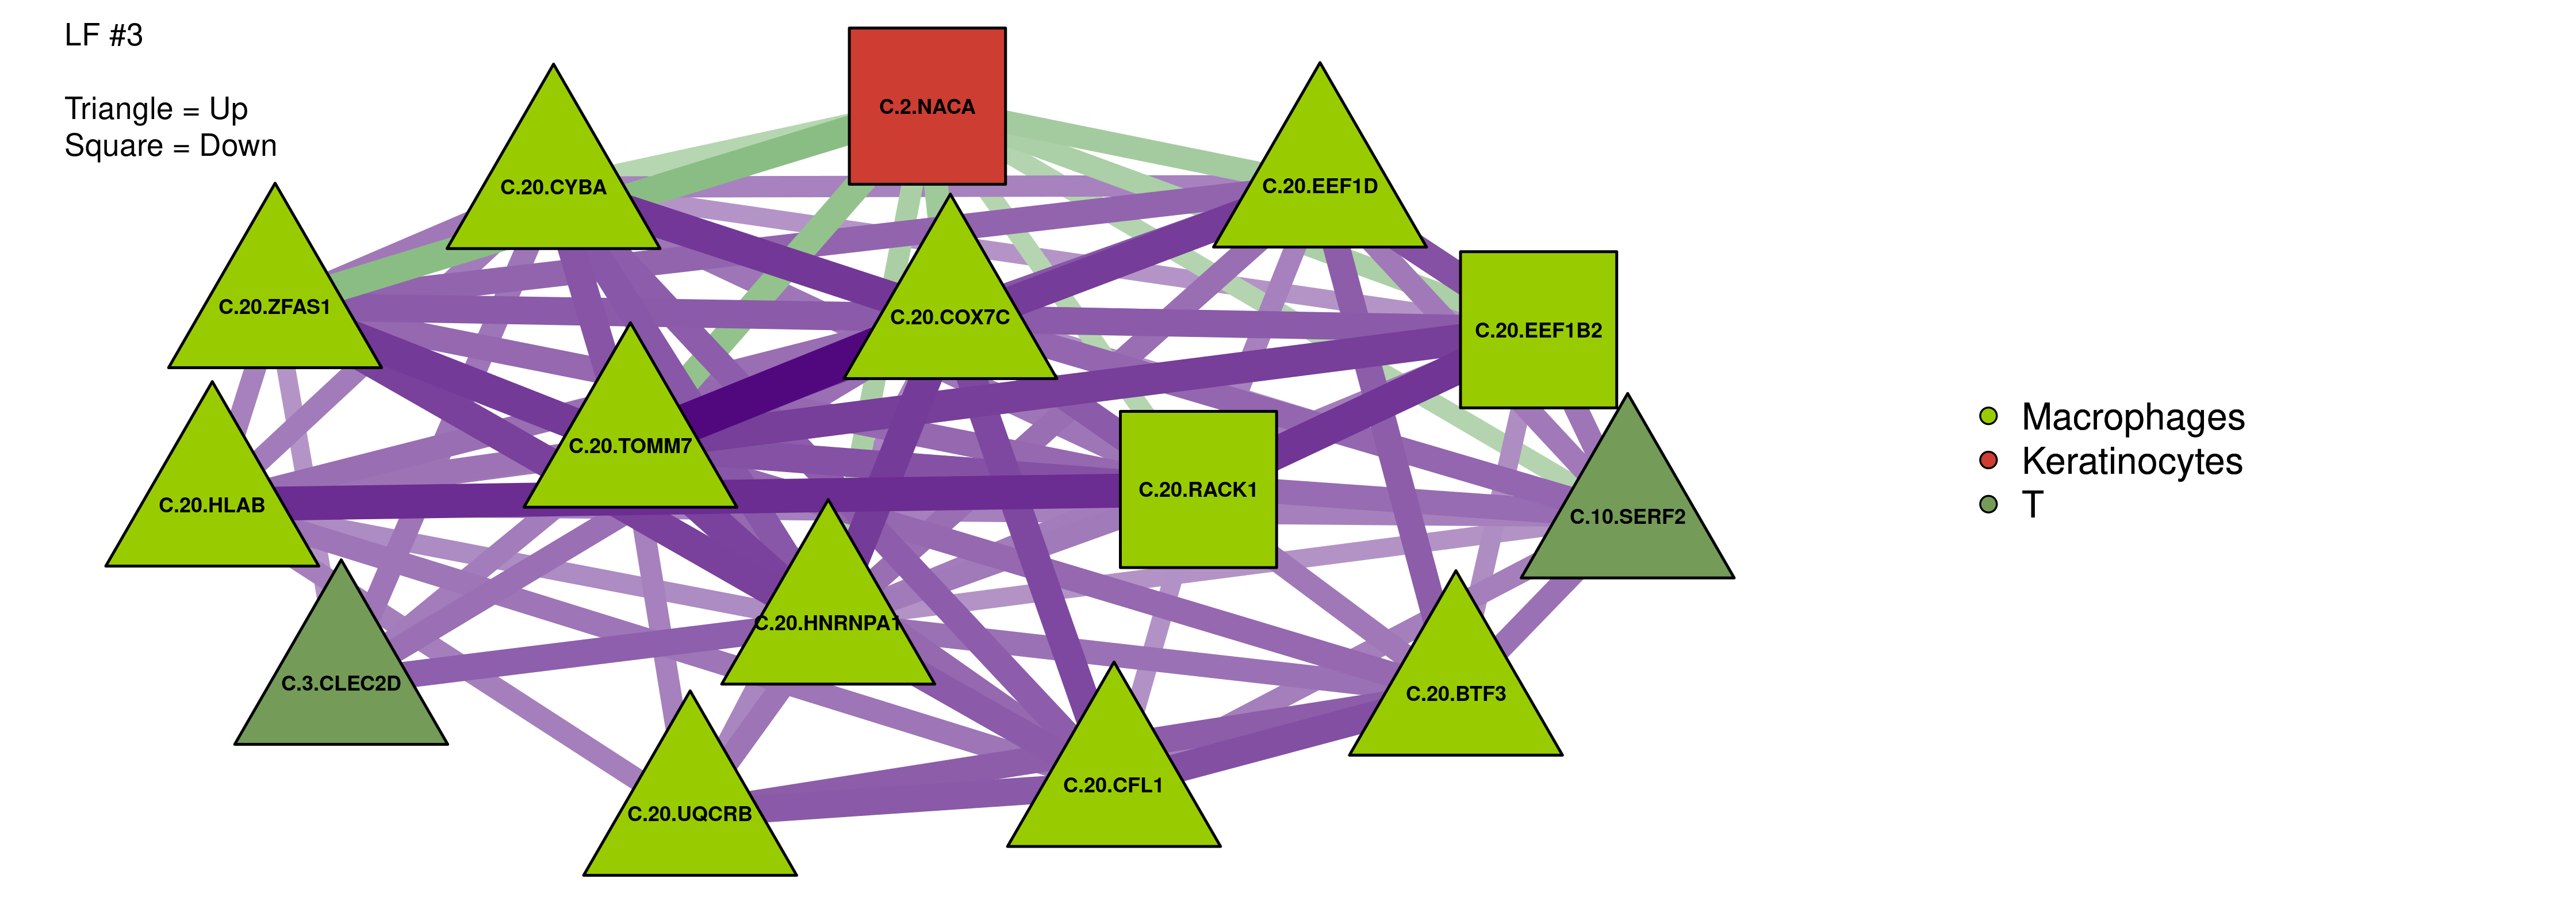 LF #3
Triangle = Up
Square = Down
C.2.NACA
C.20.CYBA
C.20.EEF1D
C.20.ZFAS1
C.20.COX7C
C.20.EEF1B2
C.20.TOMM7
C.20.HLAB
C.20.RACK1
C.10.SERF2
C.20.HNRNPA1
C.3.CLEC2D
C.20.BTF3
C.20.CFL1
C.20.UQCRB
Macrophages
Keratinocytes
T